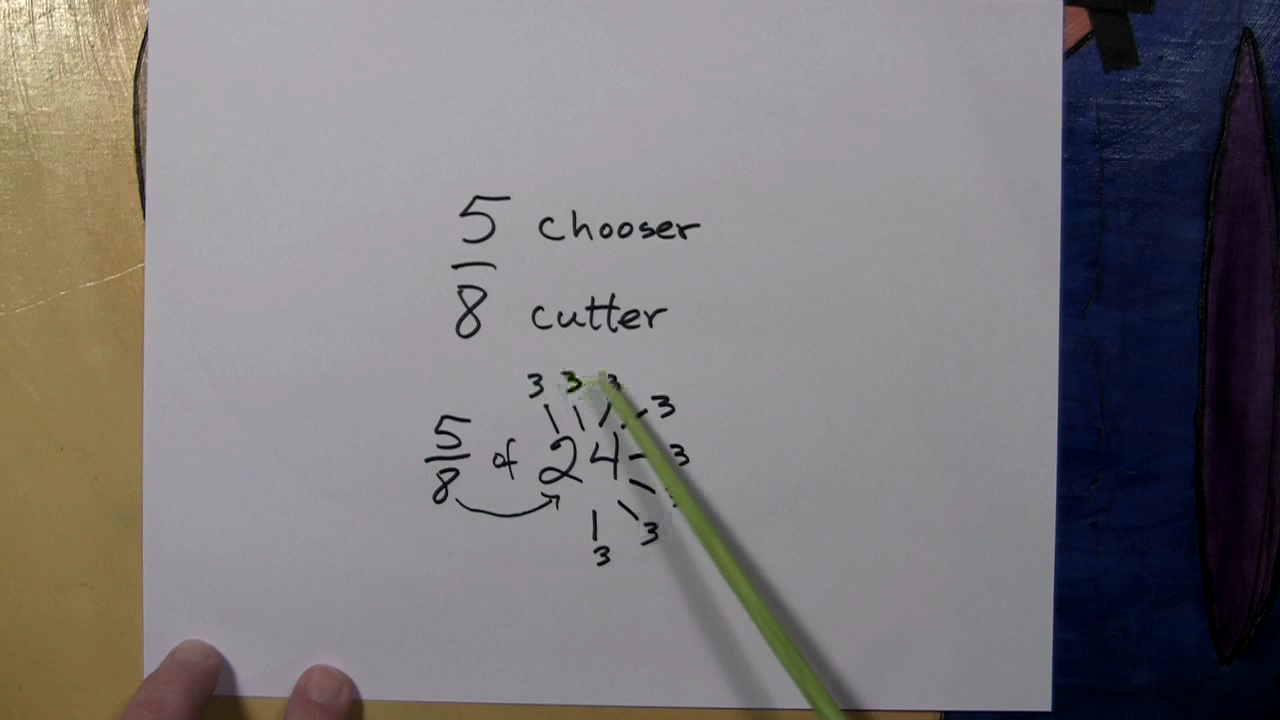 5 chooser
—
8 cutter
3 3 3 3
5/8 of 24 3
3
3